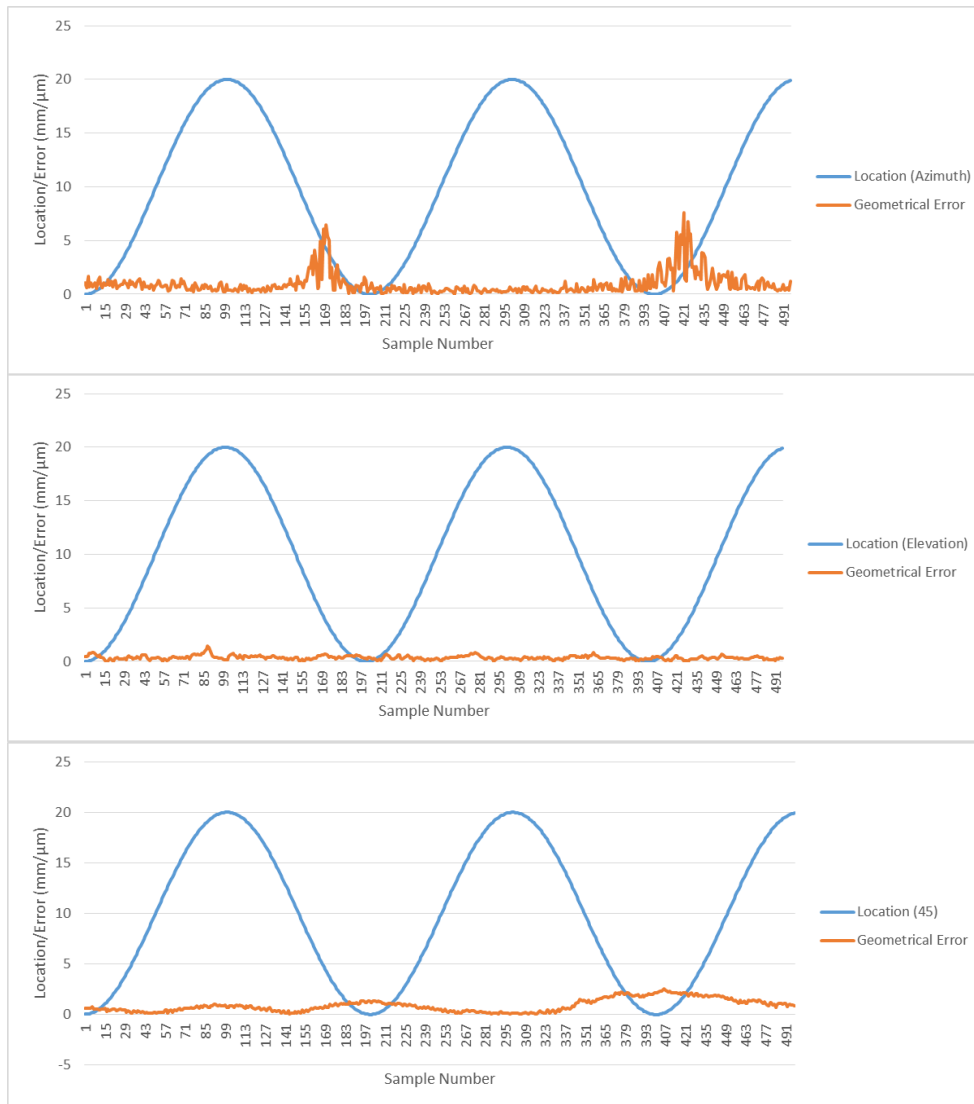 25
20
15
10
5
0
Location/Error (mm/μm)
1 15 29 43 57 71 85 99 113 127 141 155 169 183 197 211 225 239 253 267 281 295 309 323 337 351 365 379 393 407 421 435 449 463 477 491
Sample Number
Location (Azimuth)
Geometrical Error
25
20
15
10
5
0
Location/Error (mm/μm)
1 15 29 43 57 71 85 99 113 127 141 155 169 183 197 211 225 239 253 267 281 295 309 323 337 351 365 379 393 407 421 435 449 463 477 491
Sample Number
Location (Elevation)
Geometrical Error
25
20
15
10
5
0
-5
Location/Error (mm/μm)
1 15 29 43 57 71 85 99 113 127 141 155 169 183 197 211 225 239 253 267 281 295 309 323 337 351 365 379 393 407 421 435 449 463 477 491
Sample Number
Location (45)
Geometrical Error